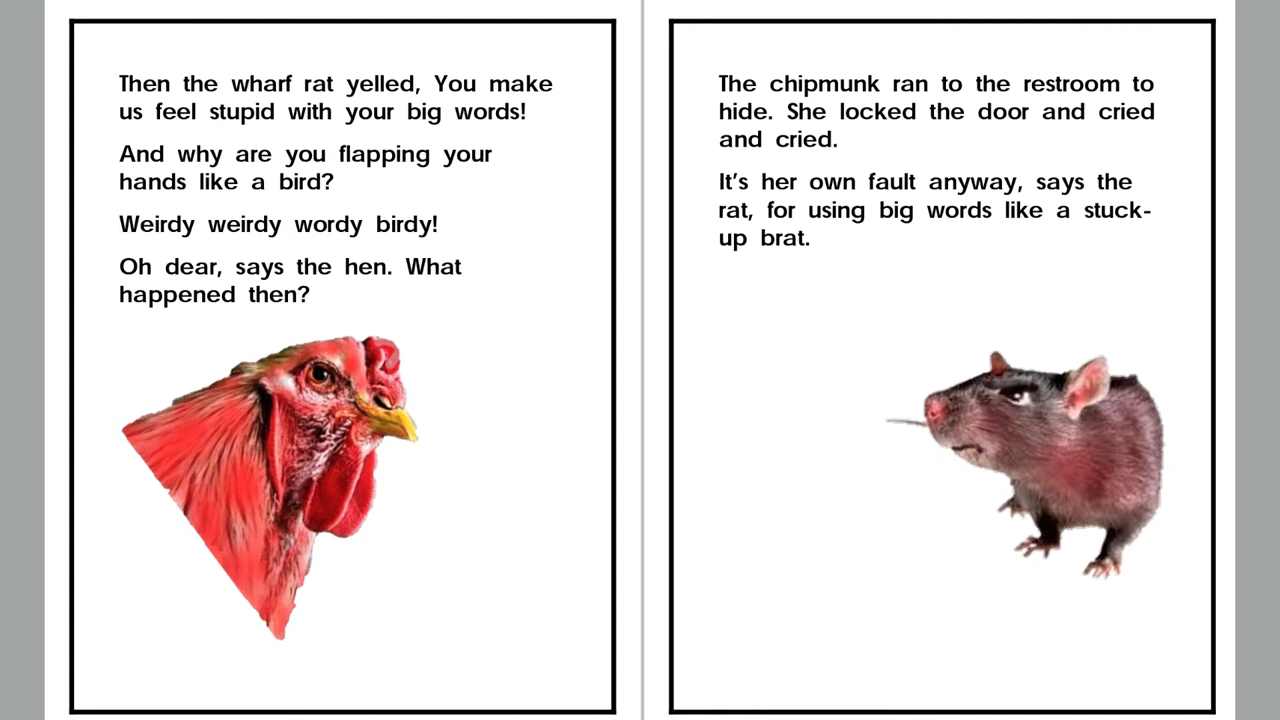 Then the wharf rat yelled, You make
us feel stupid with your big words!
And why are you flapping your
hands like a bird?
Weirdy weirdy wordy birdy!
Oh dear, says the hen. What
happened then?
The chipmunk ran to the restroom to
hide. She locked the door and cried
and cried.
It’s her own fault anyway, says the
rat, for using big words like a stuck-
up brat.